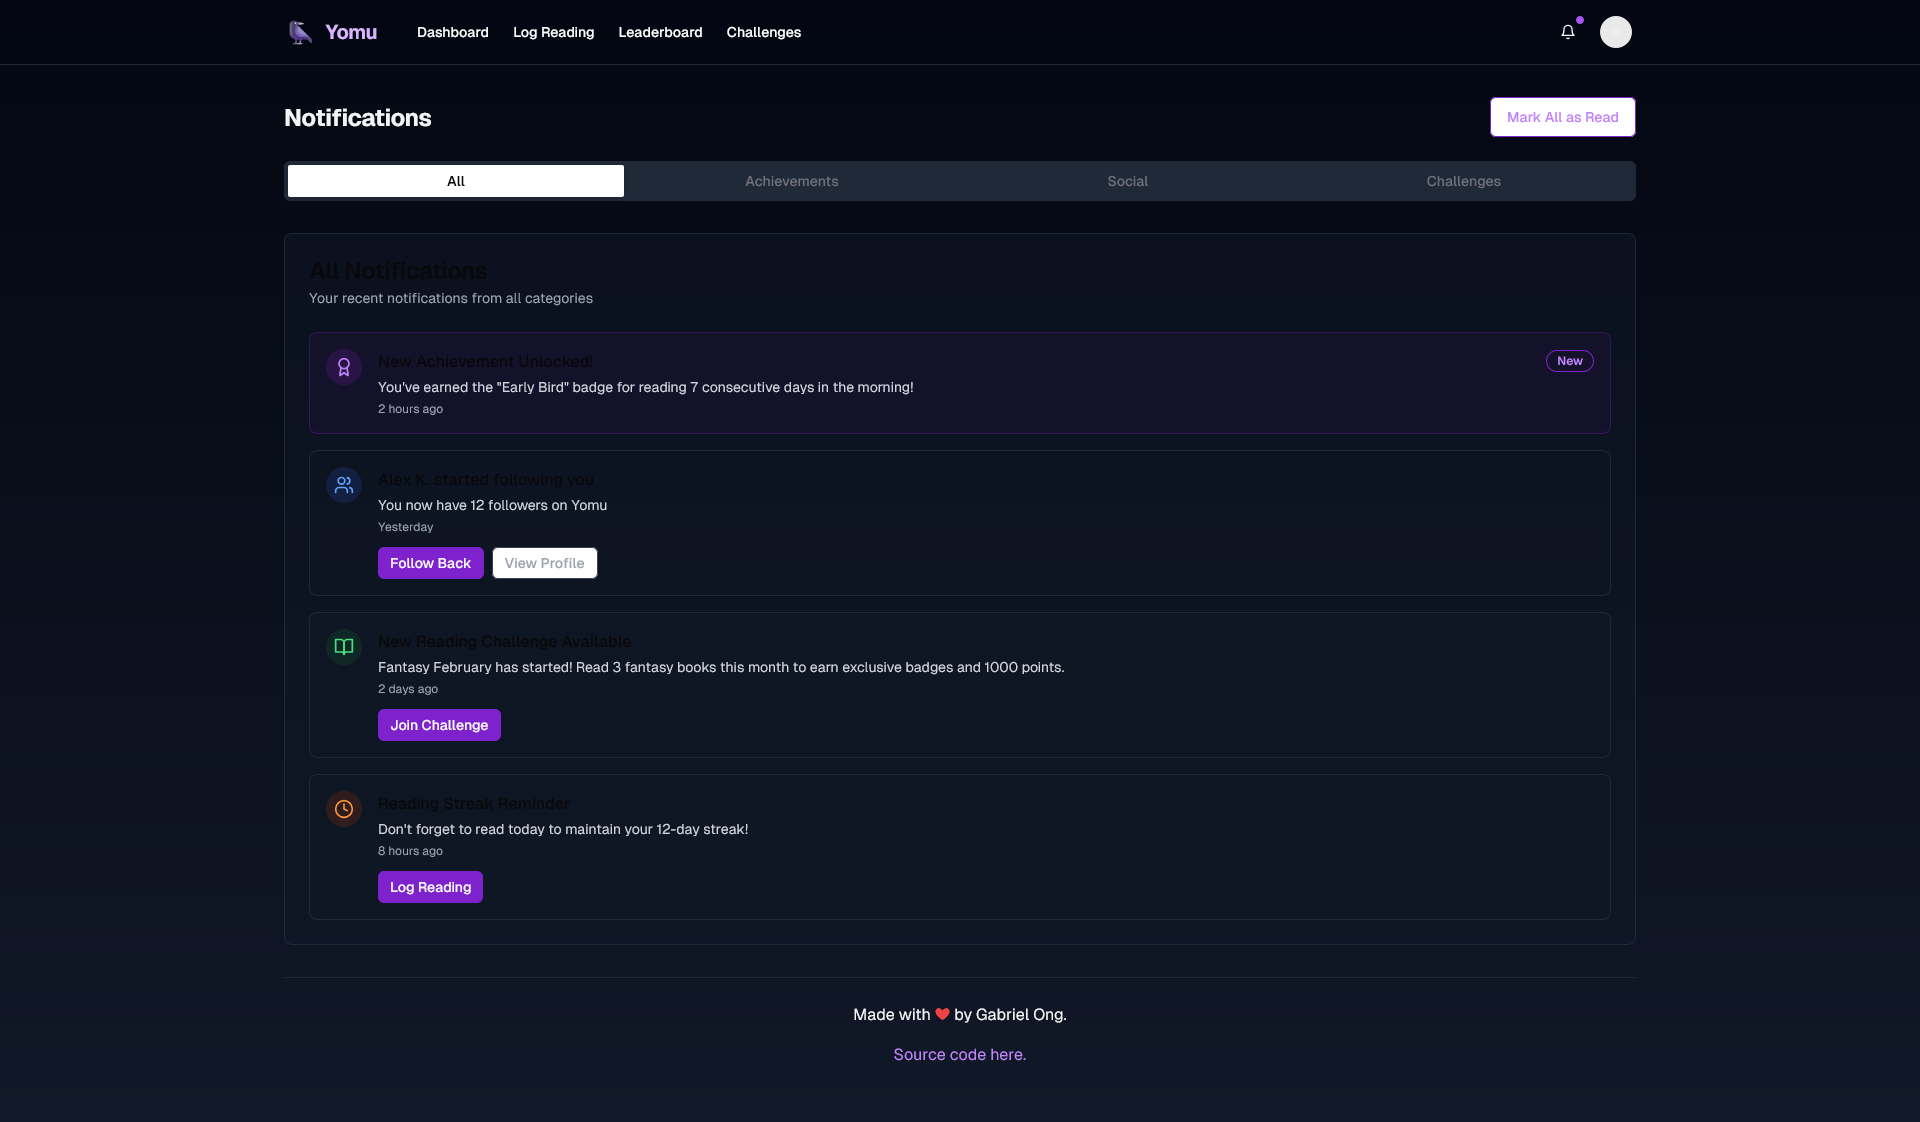 Yomu
Dashboard
Log Reading
Leaderboard
Challenges
Notifications
Mark All as Read
All
Achievements
Social
Challenges
All Notifications
Your recent notifications from all categories
New Achievement Unlocked!
New
You've earned the "Early Bird" badge for reading 7 consecutive days in the morning!
2 hours ago
Alex K. started following you
You now have 12 followers on Yomu
Yesterday
Follow Back
View Profile
New Reading Challenge Available
Fantasy February has started! Read 3 fantasy books this month to earn exclusive badges and 1000 points.
2 days ago
Join Challenge
Reading Streak Reminder
Don't forget to read today to maintain your 12-day streak!
8 hours ago
Log Reading
Made with ❤️ by Gabriel Ong.
Source code here.